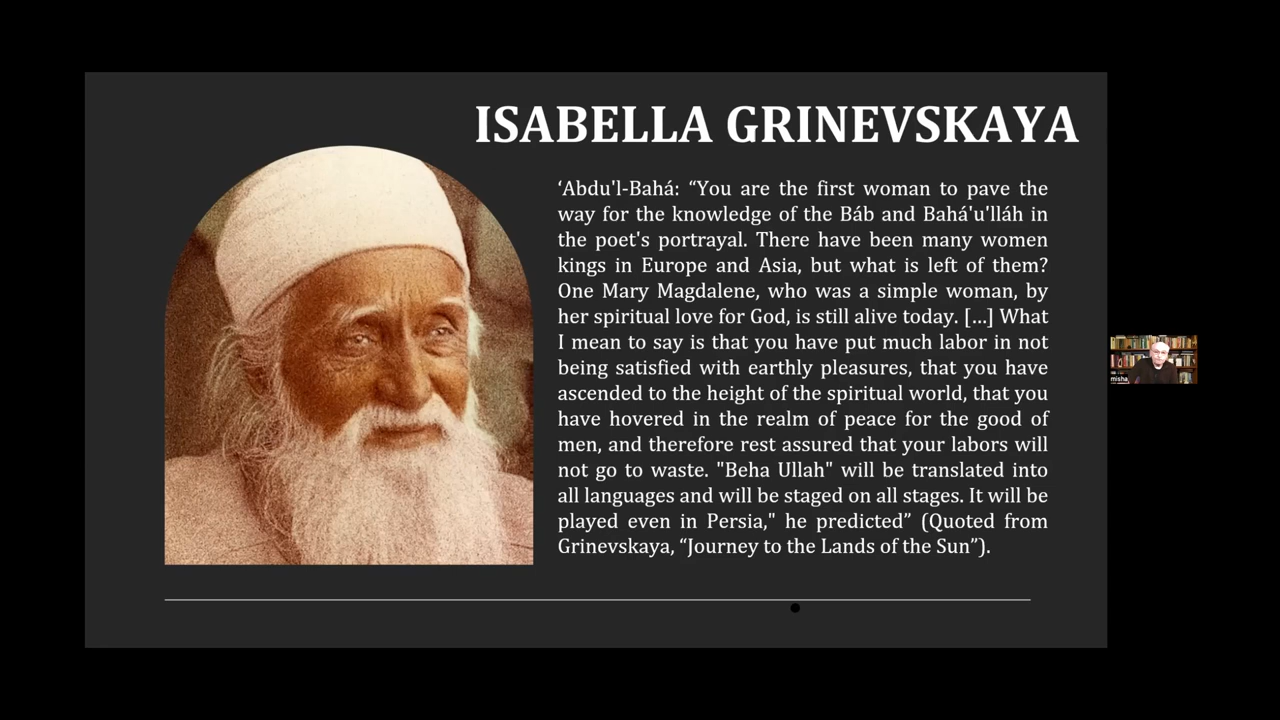 ISABELLA GRINEVSKAYA
‘Abdu'l-Bahá: “You are the first woman to pave the
way for the knowledge of the Báb and Bahá'u'lláh in
the poet's portrayal. There have been many women
kings in Europe and Asia, but what is left of them?
One Mary Magdalene, who was a simple woman, by
her spiritual love for God, is still alive today. [...] What
I mean to say is that you have put much labor in not
being satisfied with earthly pleasures, that you have
ascended to the height of the spiritual world, that you
have hovered in the realm of peace for the good of
men, and therefore rest assured that your labors will
not go to waste. "Beha Ullah" will be translated into
all languages and will be staged on all stages. It will be
played even in Persia," he predicted” (Quoted from
Grinevskaya, “Journey to the Lands of the Sun”).
misha